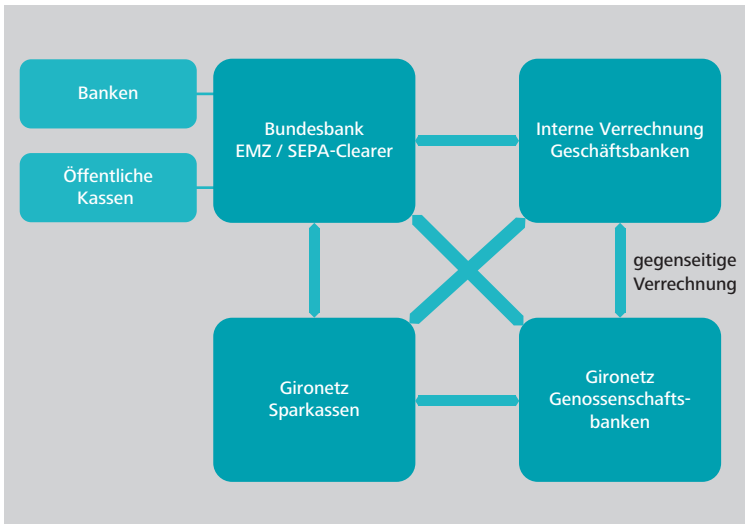 Banken
Öffentliche
Kassen
Bundesbank
EMZ / SEPA-Clearer
Interne Verrechnung
Geschäftsbanken
gegenseitige
Verrechnung
Gironetz
Sparkassen
Gironetz
Genossenschafts-
banken